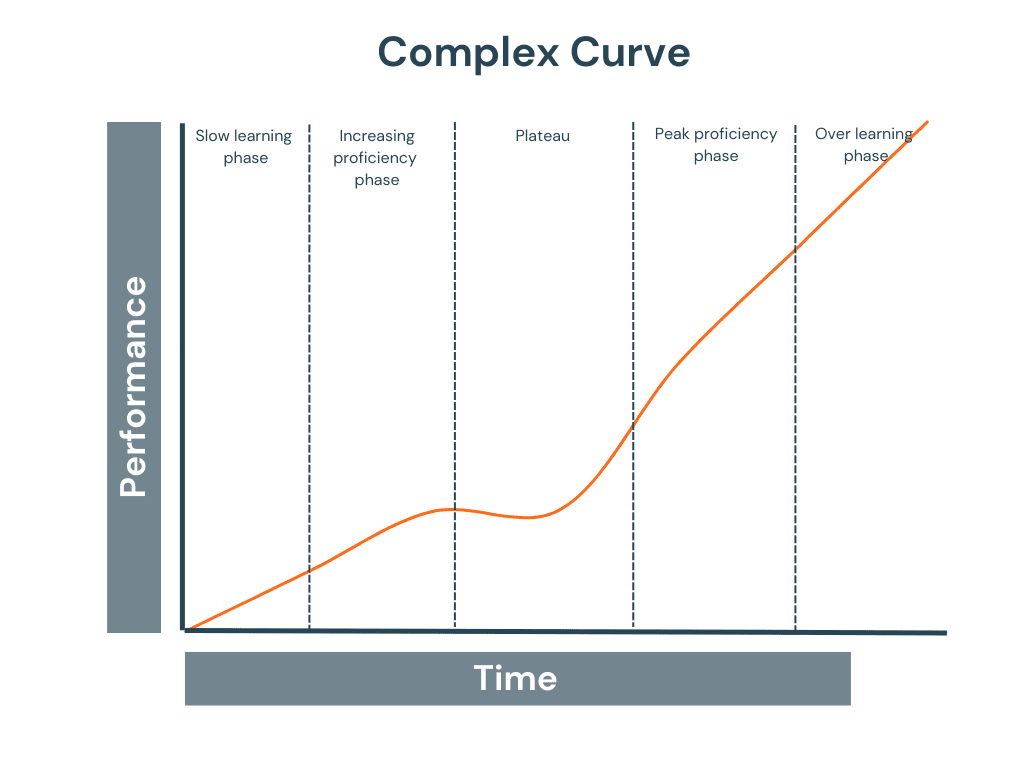 Complex Curve
Slow learning
phase
Increasing
proficiency
phase
Plateau
Peak proficiency
phase
Over learning
phase
Performance
Time